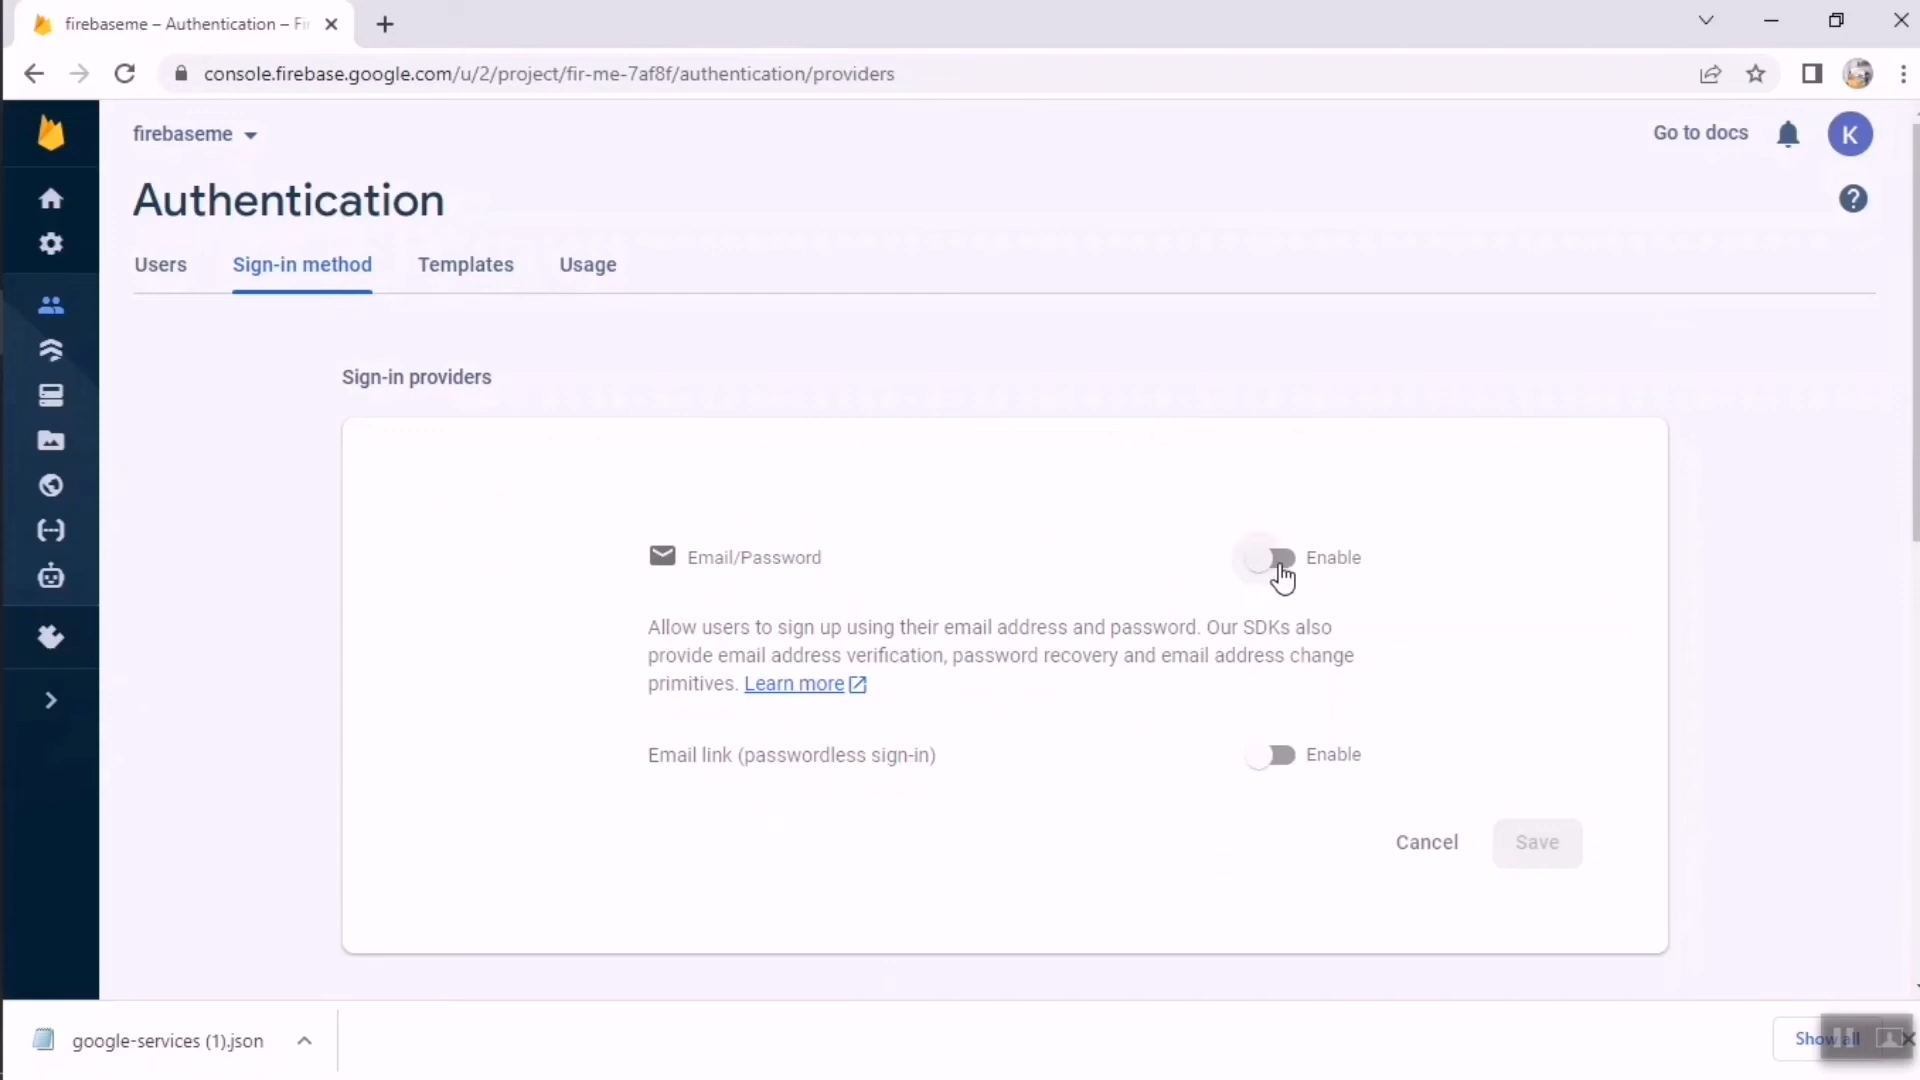 firebaseme – Authentication – Fi
console.firebase.google.com/u/2/project/fir-me-7af8f/authentication/providers
firebaseme
Go to docs
K
Authentication
?
Users
Sign-in method
Templates
Usage
Sign-in providers
Email/Password
Enable
Allow users to sign up using their email address and password. Our SDKs also
provide email address verification, password recovery and email address change
primitives. Learn more
Email link (passwordless sign-in)
Enable
Cancel
Save
google-services (1).json
Show all